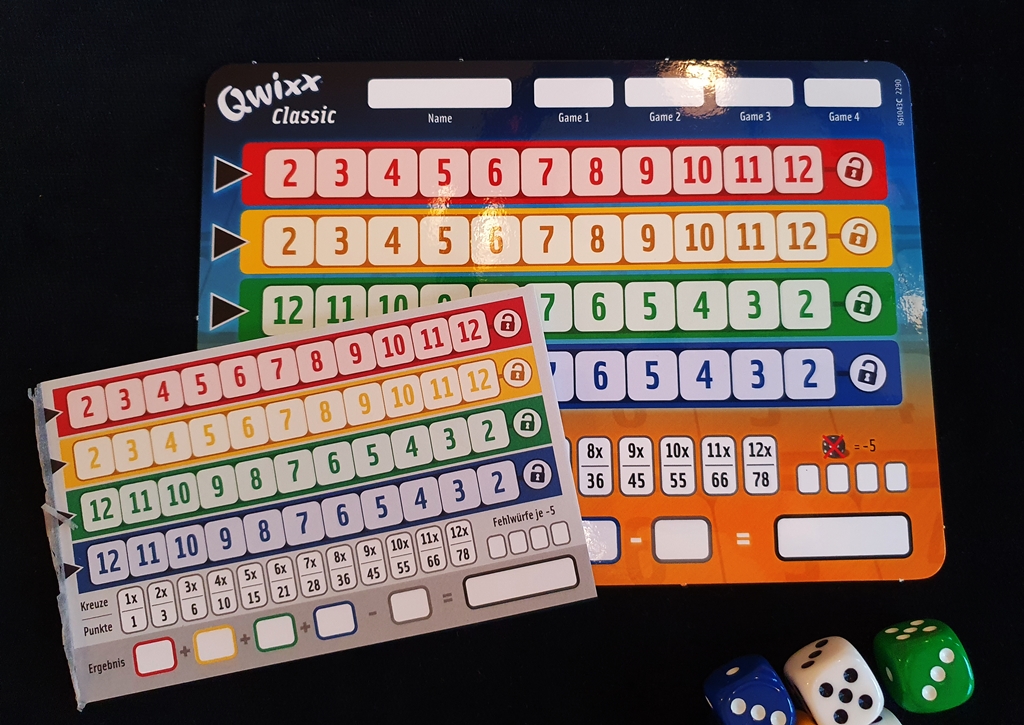 Qwixx
Classic
Name Game 1 Game 2 Game 3 Game 4
961043C 2290
2 3 4 5 6 7 8 9 10 11 12
2 3 4 5 6 7 8 9 10 11 12
12 11 10 9 7 6 5 4 3 2
7 6 5 4 3 2
8x 9x 10x 11x 12x
36 45 55 66 78
= -5
- =
2 3 4 5 6 7 8 9 10 11 12
2 3 4 5 6 7 8 9 10 11 12
12 11 10 9 8 7 6 5 4 3 2
12 11 10 9 8 7 6 5 4 3 2
Kreuze 1x 2x 3x 4x 5x 6x 7x 8x 9x 10x 11x 12x
Punkte 1 3 6 10 15 21 28 36 45 55 66 78
Fehlwürfe je -5
Ergebnis + + + - =